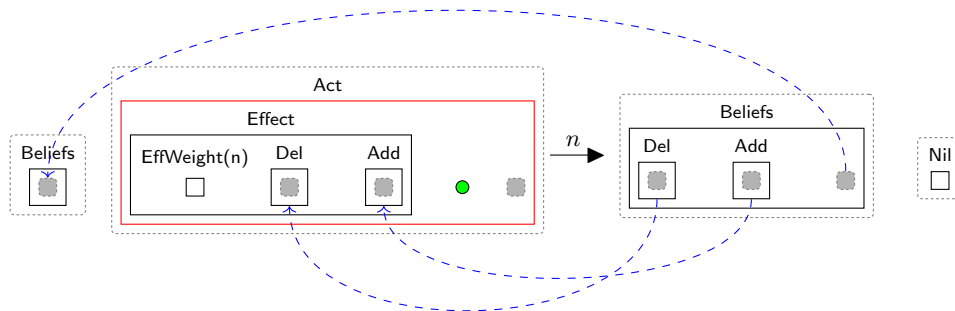 Act
Effect
Beliefs
EffWeight(n)
Del
Add
n
Beliefs
Del
Add
Nil